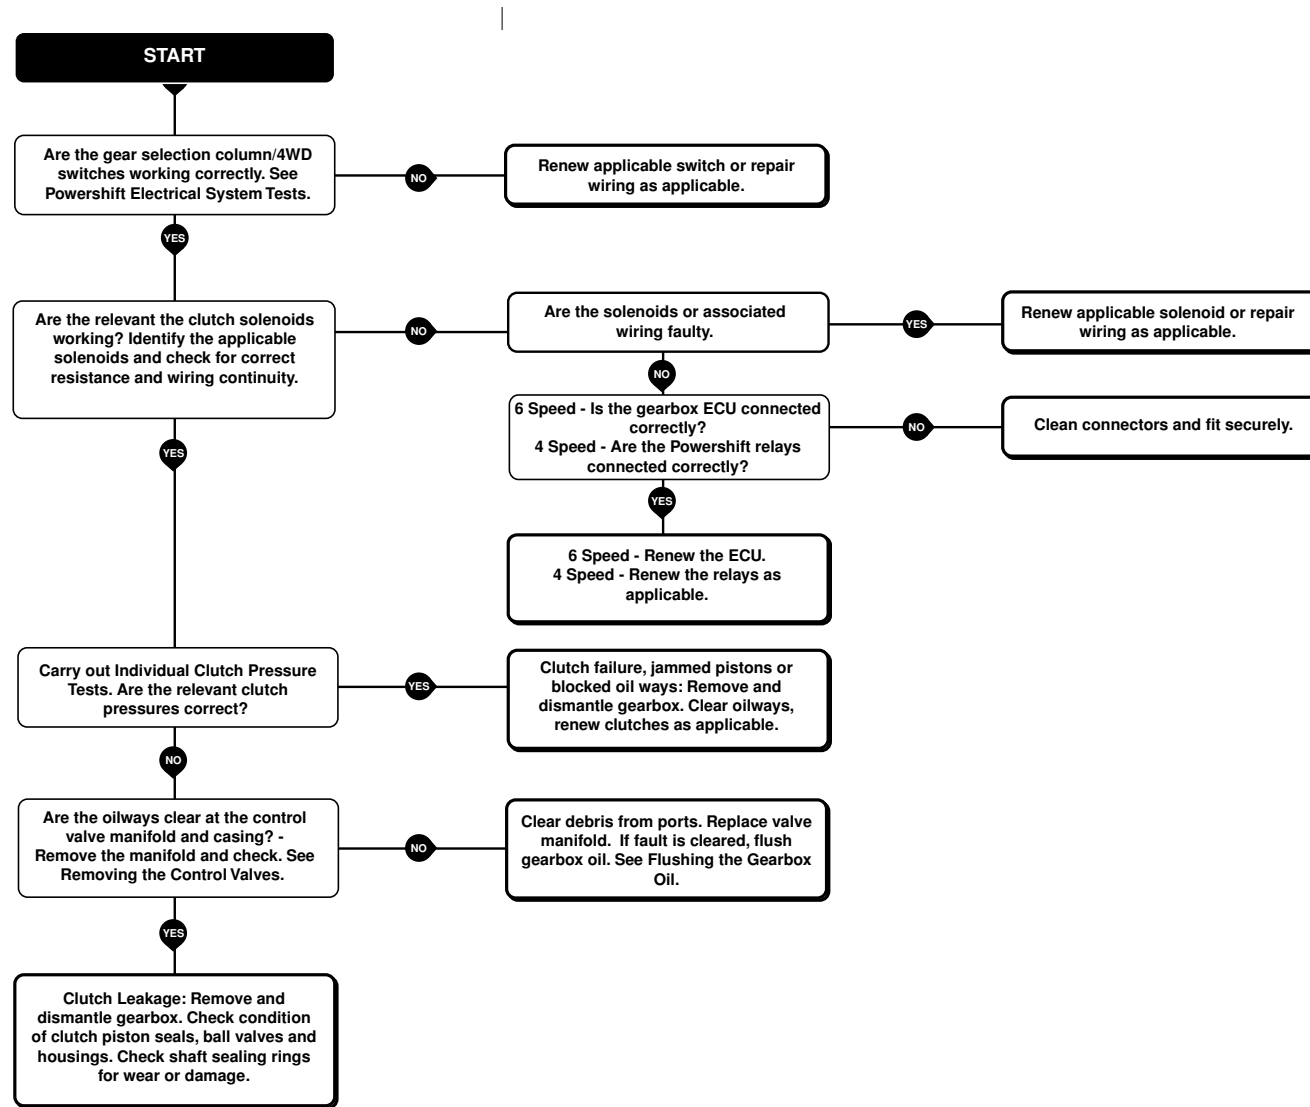 START
Are the gear selection column/4WD
switches working correctly. See
Powershift Electrical System Tests.
NO
Renew applicable switch or repair
wiring as applicable.
YES
Are the relevant the clutch solenoids
working? Identify the applicable
solenoids and check for correct
resistance and wiring continuity.
NO
Are the solenoids or associated
wiring faulty.
YES
Renew applicable solenoid or repair
wiring as applicable.
NO
6 Speed - Is the gearbox ECU connected
correctly?
4 Speed - Are the Powershift relays
connected correctly?
NO
Clean connectors and fit securely.
YES
YES
6 Speed - Renew the ECU.
4 Speed - Renew the relays as
applicable.
Carry out Individual Clutch Pressure
Tests. Are the relevant clutch
pressures correct?
YES
Clutch failure, jammed pistons or
blocked oil ways: Remove and
dismantle gearbox. Clear oilways,
renew clutches as applicable.
NO
Are the oilways clear at the control
valve manifold and casing? -
Remove the manifold and check. See
Removing the Control Valves.
NO
Clear debris from ports. Replace valve
manifold.  If fault is cleared, flush
gearbox oil. See Flushing the Gearbox
Oil.
YES
Clutch Leakage: Remove and
dismantle gearbox. Check condition
of clutch piston seals, ball valves and
housings. Check shaft sealing rings
for wear or damage.